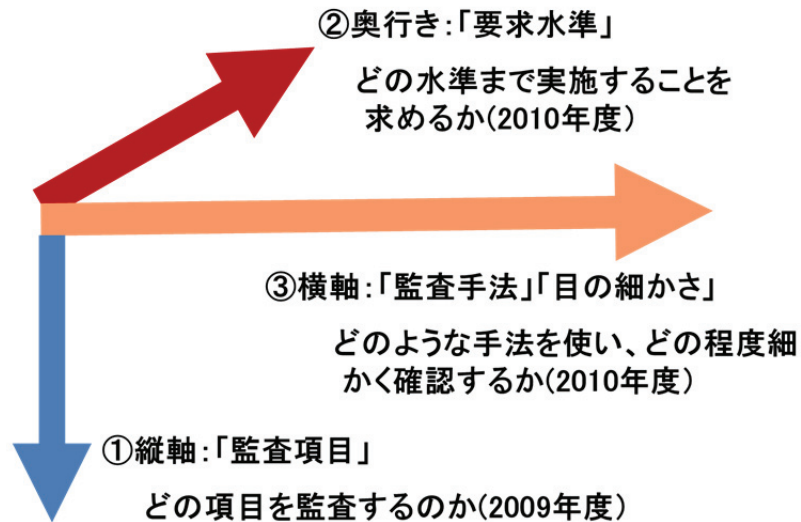 ②奥行き:「要求水準」
どの水準まで実施することを
求めるか(2010年度)
③横軸:「監査手法」「目の細かさ」
どのような手法を使い、どの程度細
かく確認するか(2010年度)
①縦軸:「監査項目」
どの項目を監査するのか(2009年度)